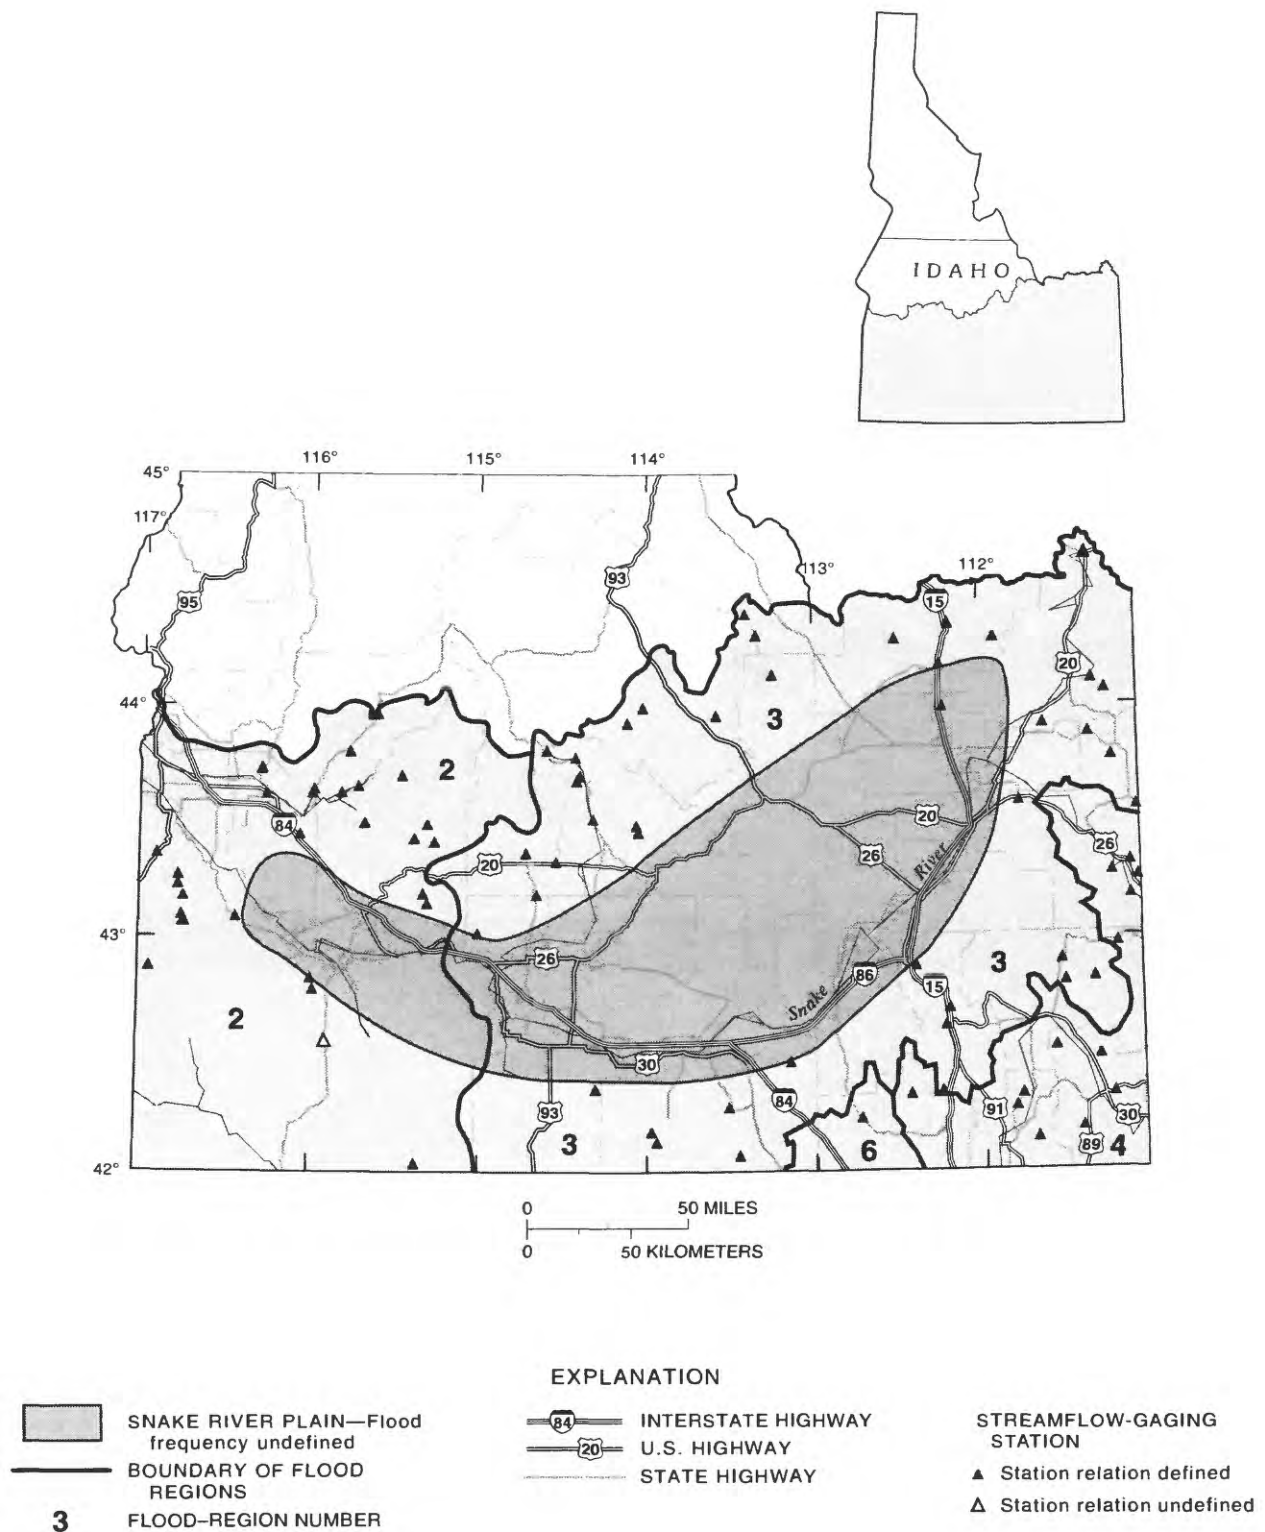 IDAHO
116°
115°
114°
45°
117°
113°
112°
93
95
15
20
44°
3
2
84
20
26
20
26
River
43°
26
86
3
15
Snake
2
30
84
93
91
30
89
3
6
4
42°
0 50 MILES
0 50 KILOMETERS
EXPLANATION
SNAKE RIVER PLAIN—Flood
frequency undefined
BOUNDARY OF FLOOD
REGIONS
3 FLOOD-REGION NUMBER
84 INTERSTATE HIGHWAY
20 U.S. HIGHWAY
STATE HIGHWAY
STREAMFLOW-GAGING
STATION
Station relation defined
Station relation undefined